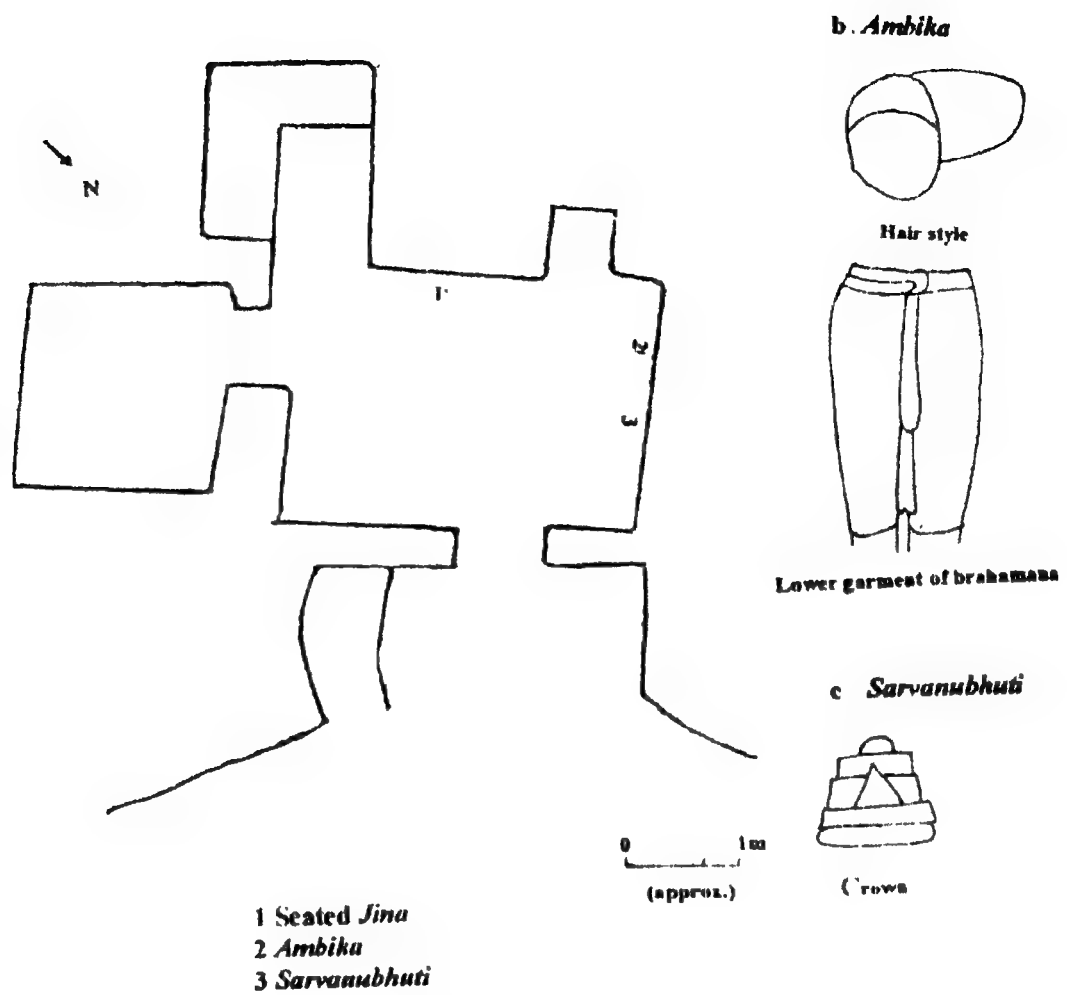 b. Ambika
N
Hair style
1
2
3
Lower garment of brahamana
c Sarvanubhuti
0 1m
(approx.)
Crown
1 Seated Jina
2 Ambika
3 Sarvanubhuti